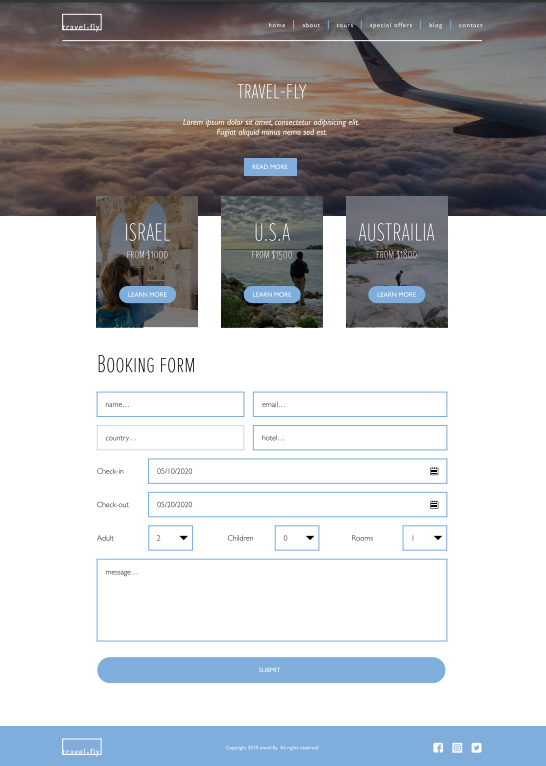 travel-fly
home | about | tours | special offers | blog | contact
TRAVEL-FLY
Lorem ipsum dolor sit amet, consectetur adipisicing elit.
Fugiat aliquid minus nemo sed est.
READ MORE
ISRAEL
FROM $1000
LEARN MORE
U.S.A
FROM $1500
LEARN MORE
AUSTRAILIA
FROM $1800
LEARN MORE
Booking form
name...
email...
country...
hotel...
Check-in
05/10/2020
Check-out
05/20/2020
Adult
2
Children
0
Rooms
1
message...
SUBMIT
travel-fly
Copyright 2019 travel-fly. All rights reserved